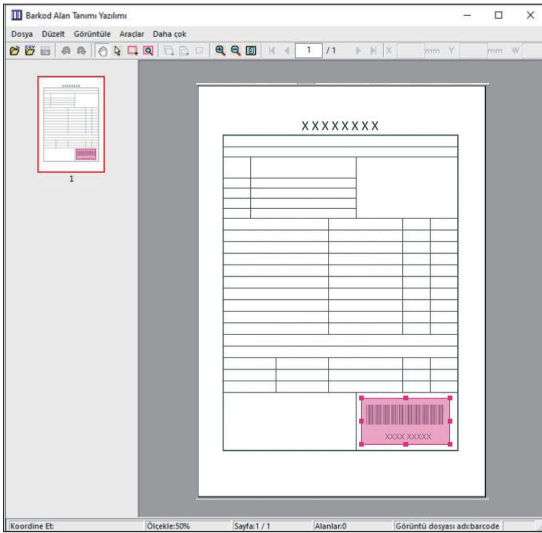 Barkod Alan Tanımı Yazılımı
Dosya Düzelt Görüntüle Araçlar Daha çok
1 / 1 X mm Y mm W
XXXXXXXX
1
XXXX XXXXX
Koordine Et: Ölçekle:50% Sayfa:1 / 1 Alanlar:0 Görüntü dosyası adı:barcode